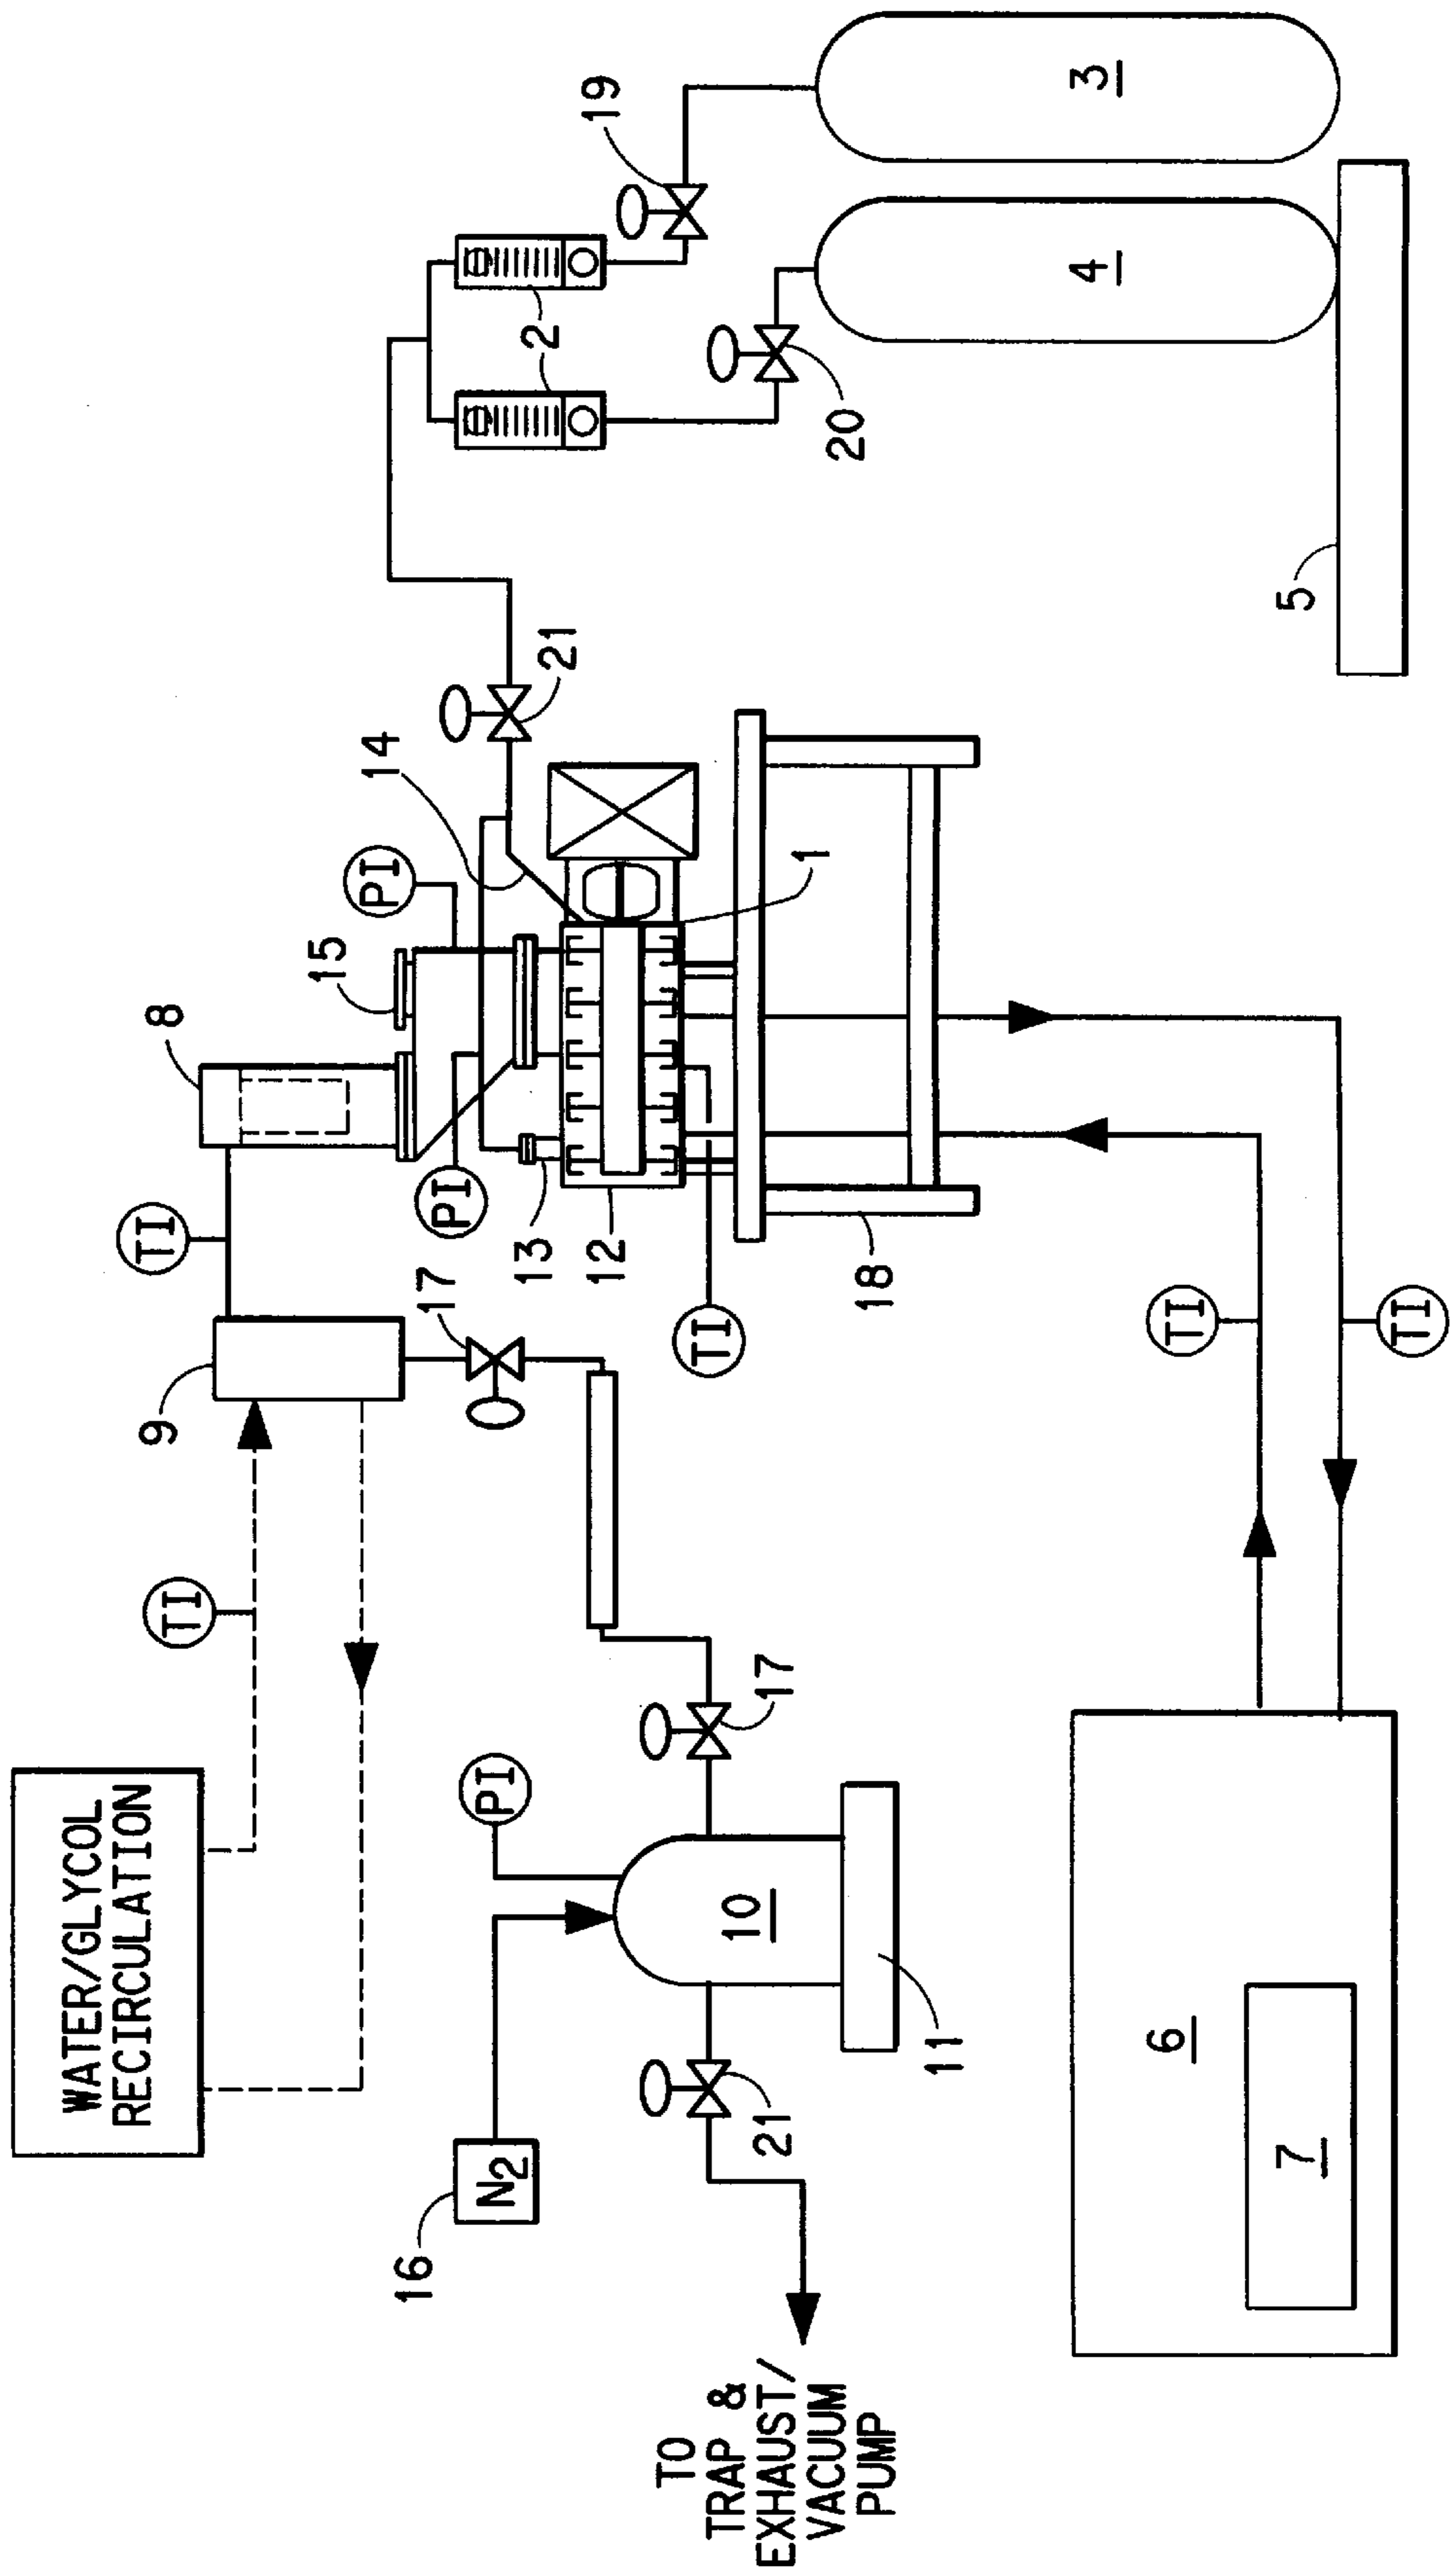 WATER/GLYCOL
RECIRCULATION
TI
9
8
TI
15
PI
14
16
17
PI
N2
PI
13
2
21
12
19
TO
TRAP &
EXHAUST/
VACUUM
PUMP
10
TI
21
17
1
20
18
11
4
3
6
TI
5
7
TI